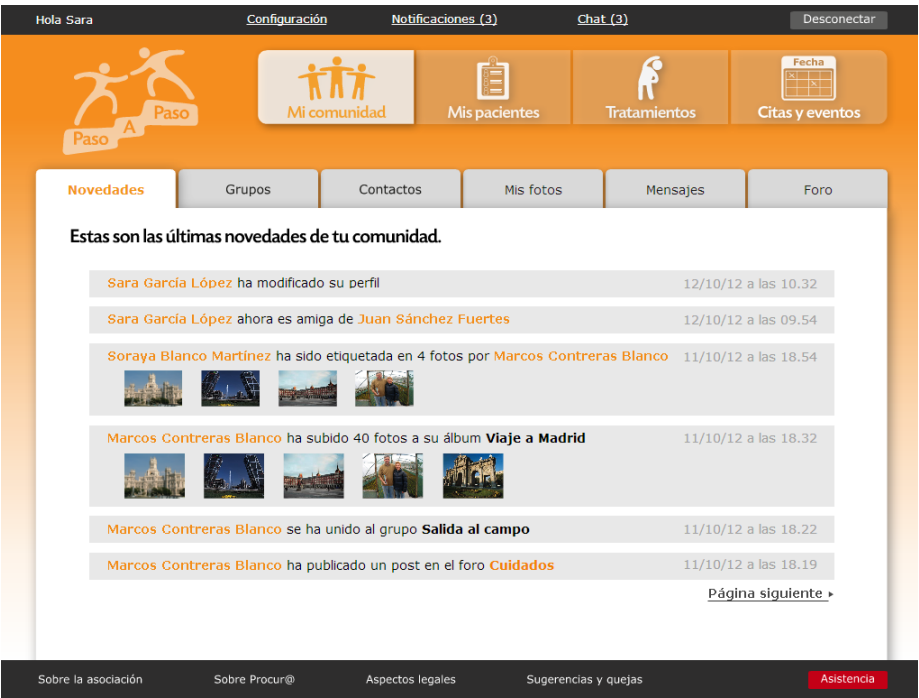 Hola Sara
Configuración
Notificaciones (3)
Chat (3)
Desconectar
Paso A Paso
Mi comunidad
Mis pacientes
Tratamientos
Fecha
Citas y eventos
Novedades
Grupos
Contactos
Mis fotos
Mensajes
Foro
Estas son las últimas novedades de tu comunidad.
Sara García López ha modificado su perfil 12/10/12 a las 10.32
Sara García López ahora es amiga de Juan Sánchez Fuertes 12/10/12 a las 09.54
Soraya Blanco Martínez ha sido etiquetada en 4 fotos por Marcos Contreras Blanco 11/10/12 a las 18.54
Marcos Contreras Blanco ha subido 40 fotos a su álbum Viaje a Madrid 11/10/12 a las 18.32
Marcos Contreras Blanco se ha unido al grupo Salida al campo 11/10/12 a las 18.22
Marcos Contreras Blanco ha publicado un post en el foro Cuidados 11/10/12 a las 18.19
Página siguiente
Sobre la asociación
Sobre Procur@
Aspectos legales
Sugerencias y quejas
Asistencia